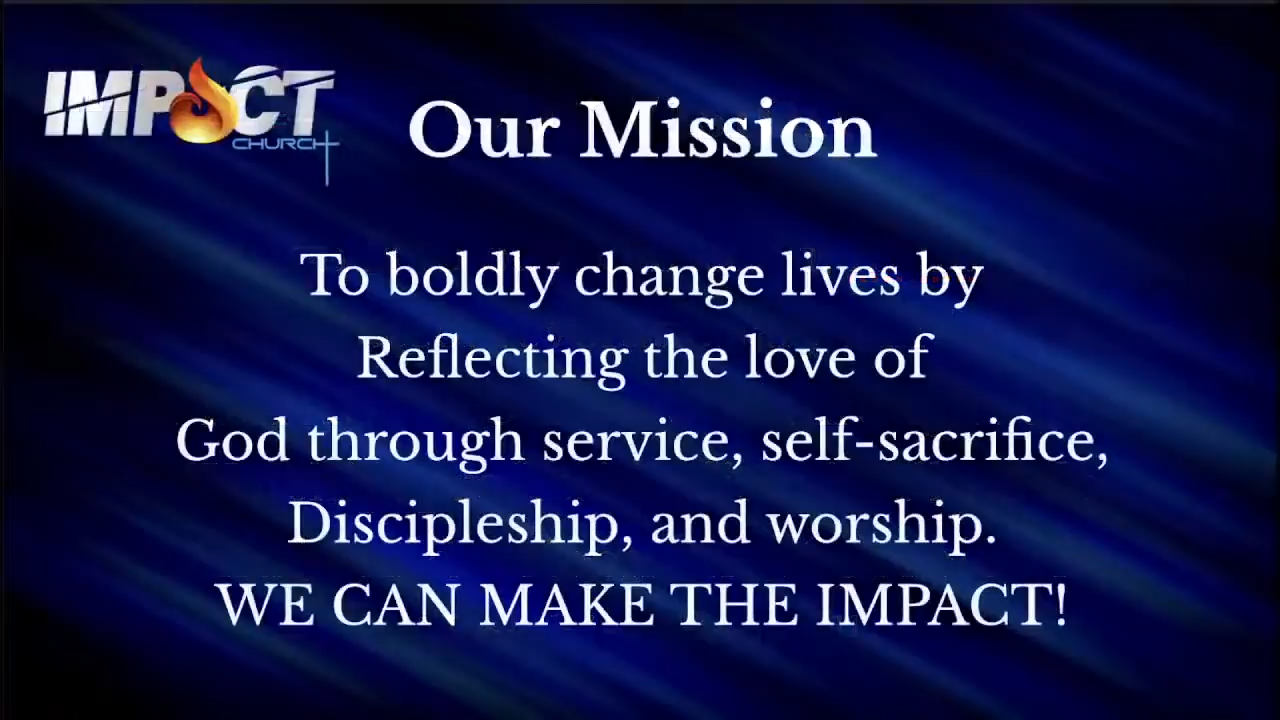 IMPACT
CHURCH
Our Mission
To boldly change lives by
Reflecting the love of
God through service, self-sacrifice,
Discipleship, and worship.
WE CAN MAKE THE IMPACT!